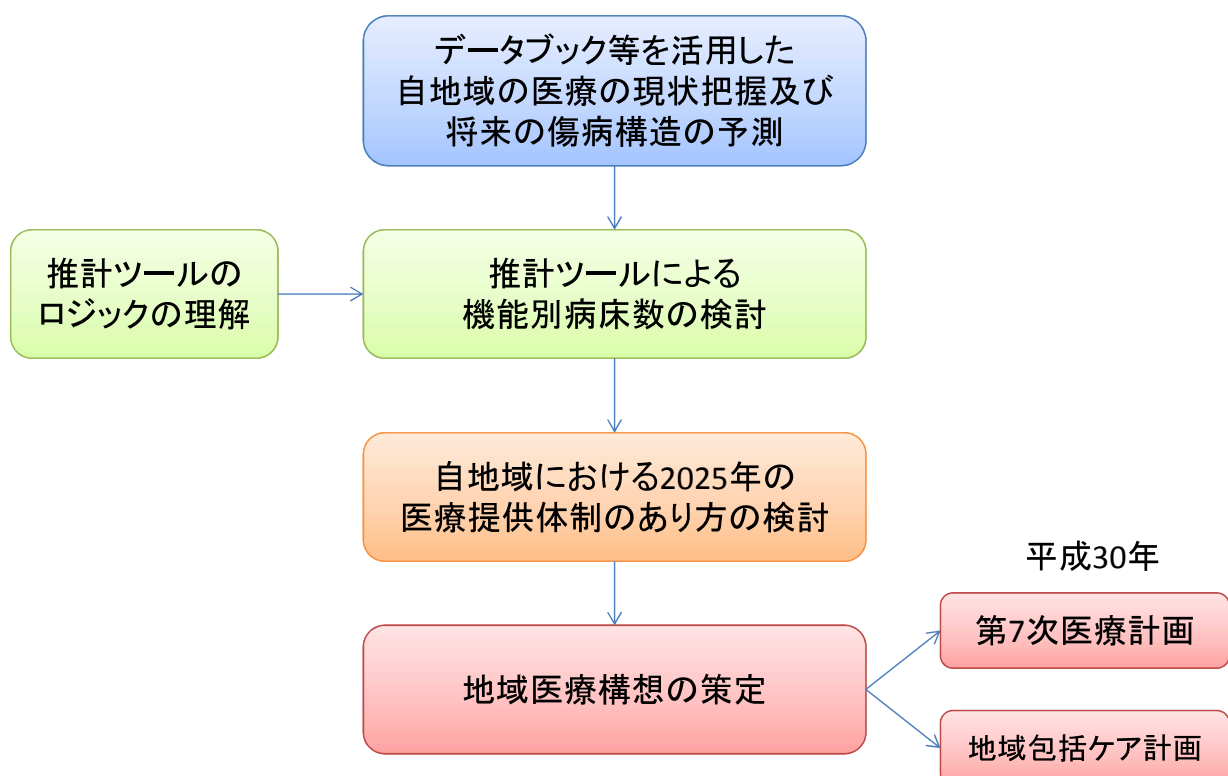 データブック等を活用した
自地域の医療の現状把握及び
将来の傷病構造の予測
推計ツールの
ロジックの理解
推計ツールによる
機能別病床数の検討
自地域における2025年の
医療提供体制のあり方の検討
平成30年
第7次医療計画
地域医療構想の策定
地域包括ケア計画